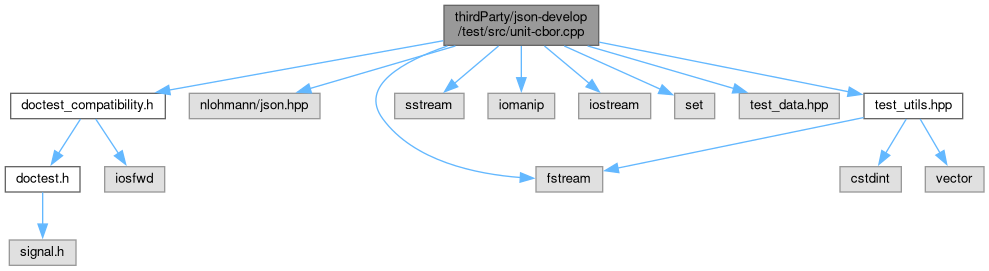 thirdParty/json-develop
/test/src/unit-cbor.cpp
doctest_compatibility.h
nlohmann/json.hpp
sstream
iomanip
iostream
set
test_data.hpp
test_utils.hpp
doctest.h
iosfwd
fstream
cstdint
vector
signal.h